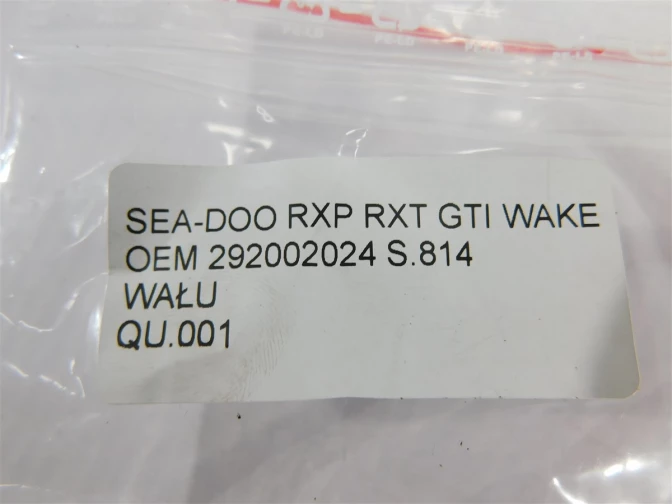 SEA-DOO RXP RXT GTI WAKE
OEM 292002024 S.814
WAŁU
QU.001